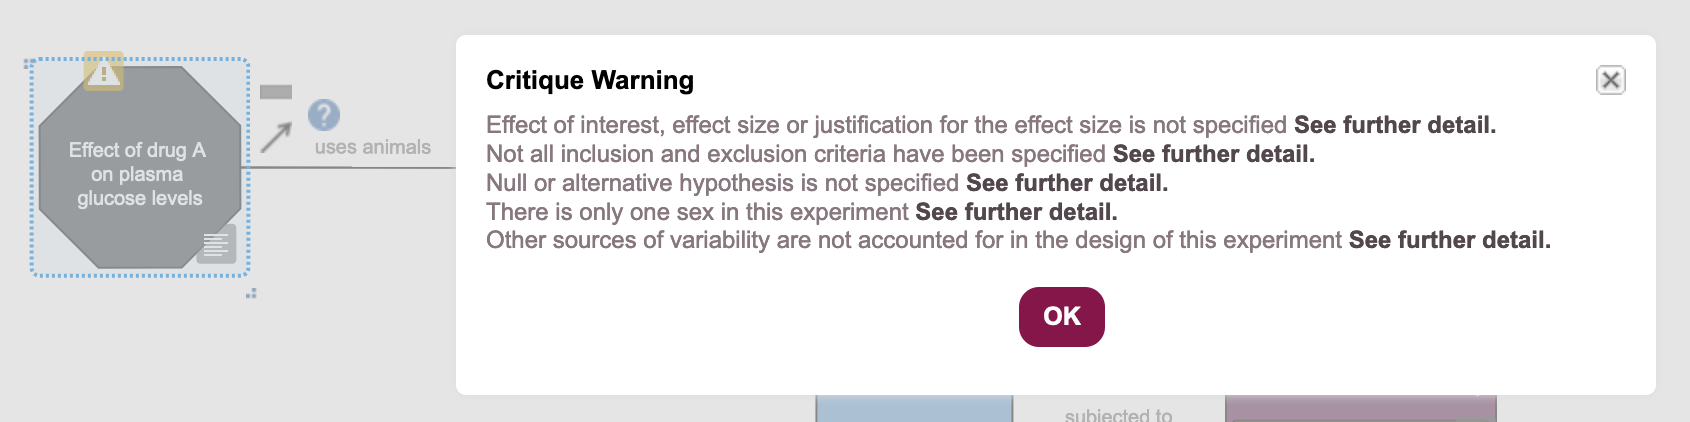 Critique Warning
Effect of interest, effect size or justification for the effect size is not specified See further detail.
Not all inclusion and exclusion criteria have been specified See further detail.
Null or alternative hypothesis is not specified See further detail.
There is only one sex in this experiment See further detail.
Other sources of variability are not accounted for in the design of this experiment See further detail.
OK
Effect of drug A
on plasma
glucose levels
uses animals
subjected to